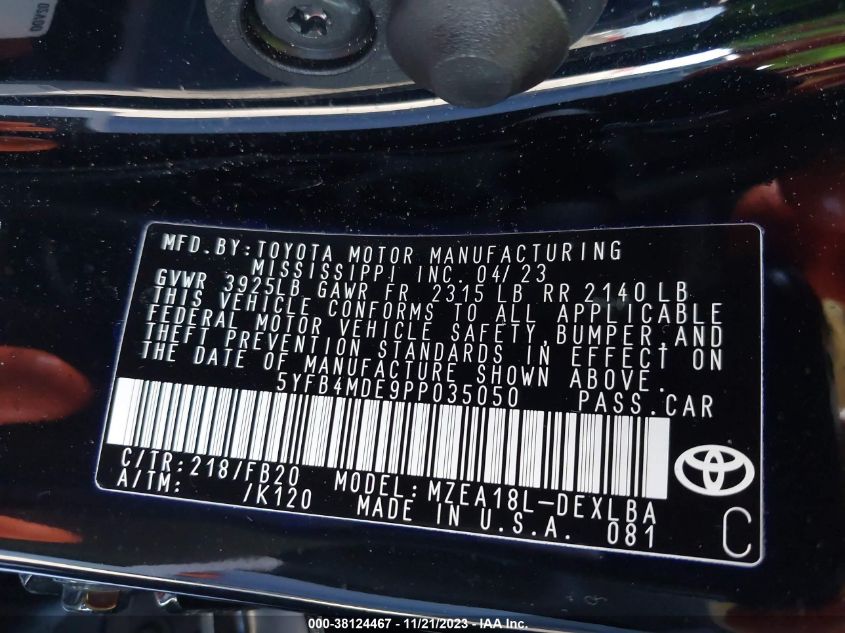 MFD.BY:TOYOTA MOTOR MANUFACTURING
MISSISSIPPI INC. 04/23
GVWR 3925LB GAWR FR 2315 LB RR 2140 LB
THIS VEHICLE CONFORMS TO ALL APPLICABLE
FEDERAL MOTOR VEHICLE SAFETY, BUMPER, AND
THEFT PREVENTION STANDARDS IN EFFECT ON
THE DATE OF MANUFACTURE SHOWN ABOVE.
5YFB4MDE9PP035050 PASS.CAR
C/TR:218/FB20 MODEL:MZEA18L-DEXLBA
A/TM: /K120 MADE IN U.S.A. 081
C
000-38124467 - 11/21/2023 - IAA Inc.